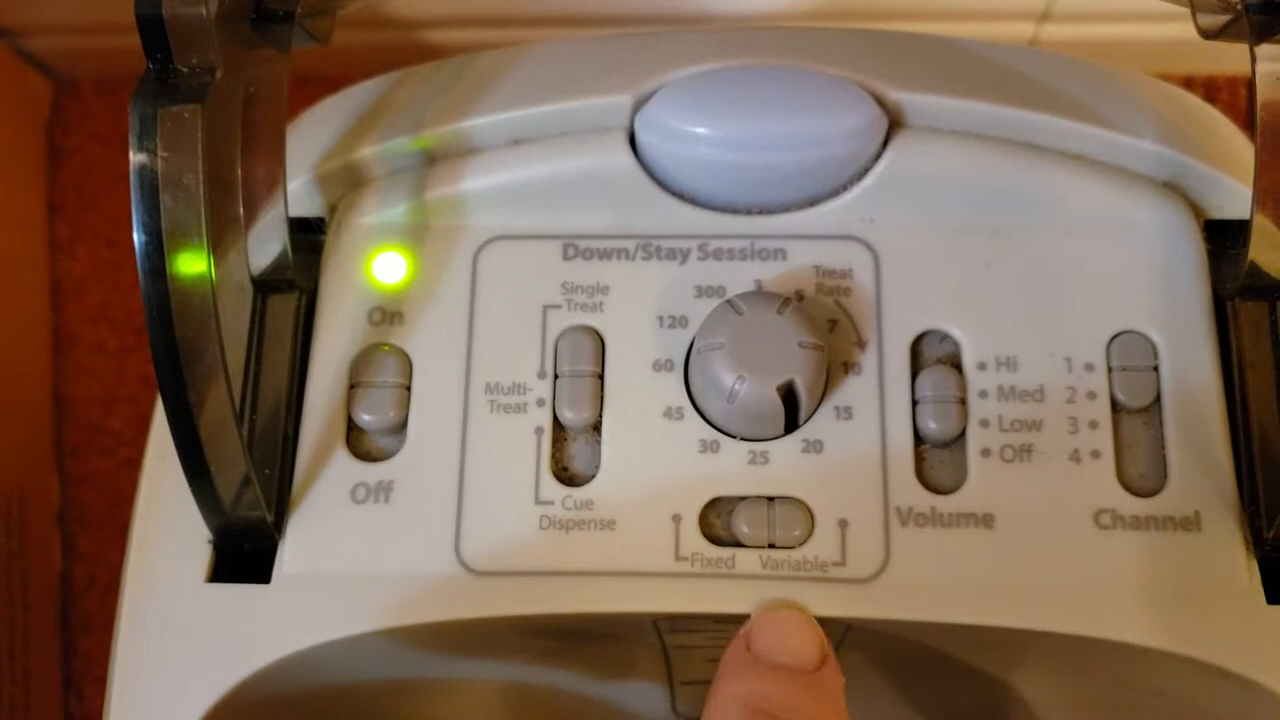 Down/Stay Session
On
Off
Single
Treat
Multi-
Treat
Cue
Dispense
Treat
Rate
3
5
7
10
15
20
25
30
45
60
120
300
Fixed
Variable
Hi
Med
Low
Off
Volume
1
2
3
4
Channel